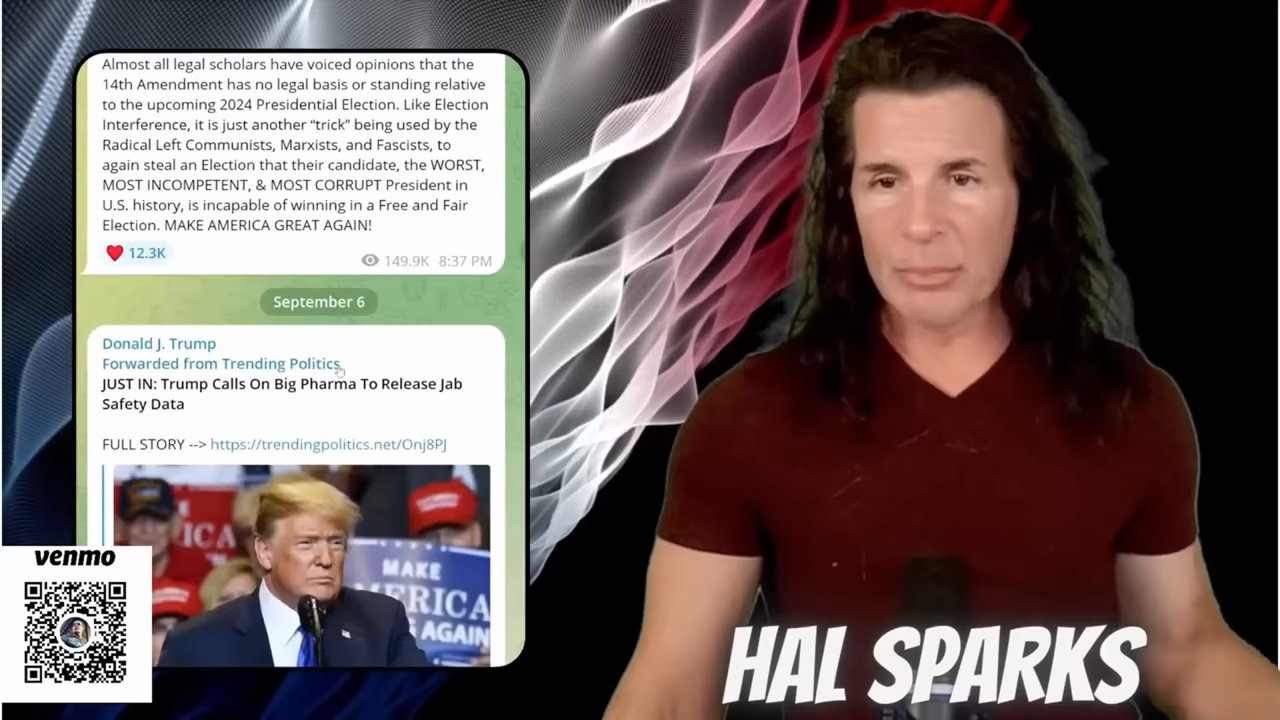 Almost all legal scholars have voiced opinions that the
14th Amendment has no legal basis or standing relative
to the upcoming 2024 Presidential Election. Like Election
Interference, it is just another “trick” being used by the
Radical Left Communists, Marxists, and Fascists, to
again steal an Election that their candidate, the WORST,
MOST INCOMPETENT, & MOST CORRUPT President in
U.S. history, is incapable of winning in a Free and Fair
Election. MAKE AMERICA GREAT AGAIN!
12.3K
149.9K 8:37 PM
September 6
Donald J. Trump
Forwarded from Trending Politics
JUST IN: Trump Calls On Big Pharma To Release Jab
Safety Data
FULL STORY --> https://trendingpolitics.net/Onj8PJ
ICA
MAKE
ERICA
AGAIN
venmo
HAL SPARKS